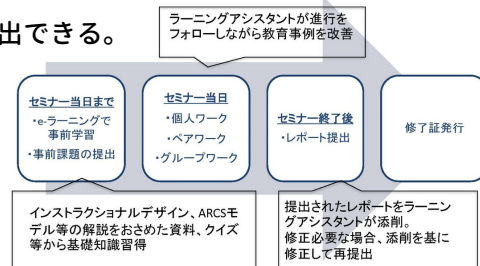 出できる。
ラーニングアシスタントが進行を
フォローしながら教育事例を改善
セミナー当日まで
・e-ラーニングで
事前学習
・事前課題の提出
セミナー当日
・個人ワーク
・ペアワーク
・グループワーク
セミナー終了後
・レポート提出
修了証発行
インストラクショナルデザイン、ARCSモ
デル等の解説をおさめた資料、クイズ
等から基礎知識習得
提出されたレポートをラーニン
グアシスタントが添削。
修正必要な場合、添削を基に
修正して再提出